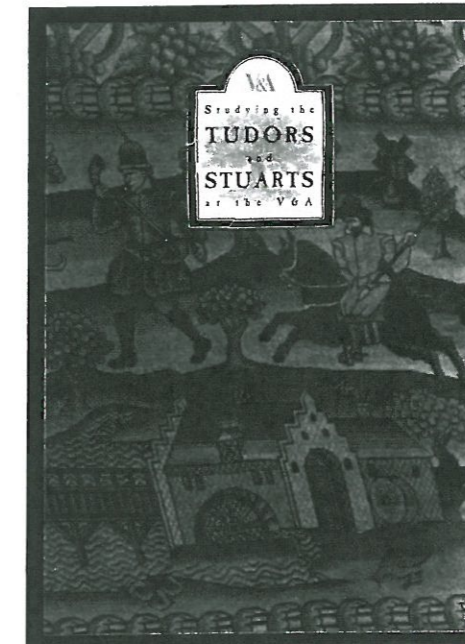 V&A
Studying the
TUDORS
and
STUARTS
at the V&A